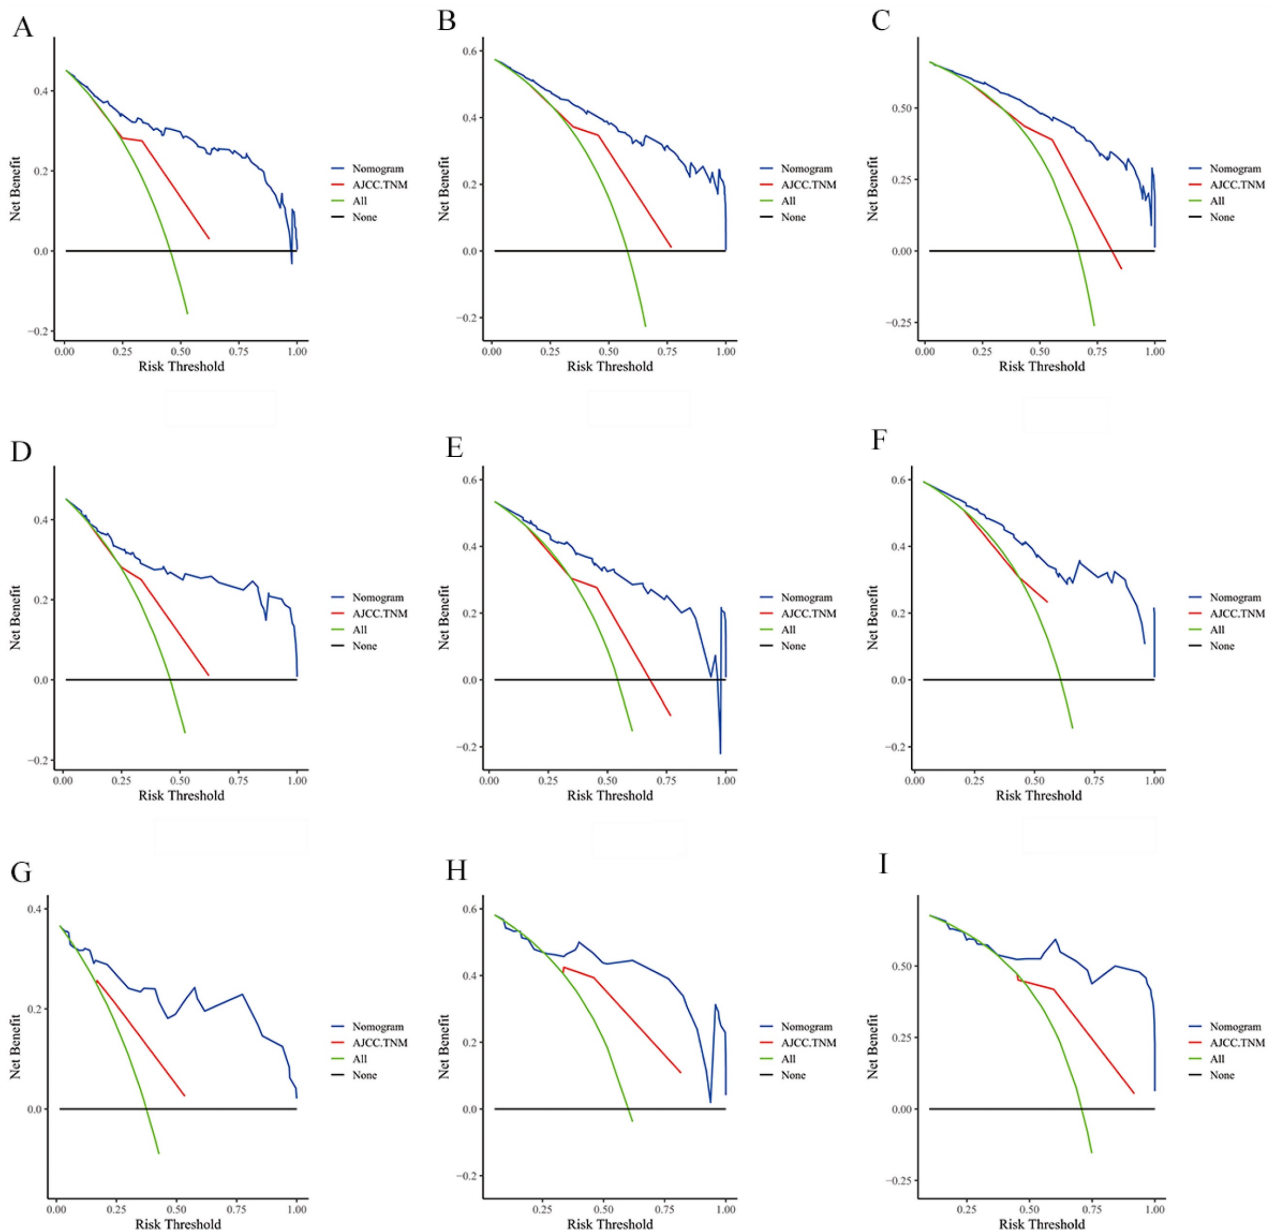 A
Net Benefit
0.4
0.2
0.0
−0.2
0.00 0.25 0.50 0.75 1.00
Risk Threshold
Nomogram
AJCC.TNM
All
None
B
Net Benefit
0.6
0.4
0.2
0.0
−0.2
0.00 0.25 0.50 0.75 1.00
Risk Threshold
Nomogram
AJCC.TNM
All
None
C
Net Benefit
0.50
0.25
0.00
−0.25
0.00 0.25 0.50 0.75 1.00
Risk Threshold
Nomogram
AJCC.TNM
All
None
D
Net Benefit
0.4
0.2
0.0
−0.2
0.00 0.25 0.50 0.75 1.00
Risk Threshold
Nomogram
AJCC.TNM
All
None
E
Net Benefit
0.6
0.4
0.2
0.0
−0.2
0.00 0.25 0.50 0.75 1.00
Risk Threshold
Nomogram
AJCC.TNM
All
None
F
Net Benefit
0.6
0.4
0.2
0.0
−0.2
0.00 0.25 0.50 0.75 1.00
Risk Threshold
Nomogram
AJCC.TNM
All
None
G
Net Benefit
0.4
0.2
0.0
0.00 0.25 0.50 0.75 1.00
Risk Threshold
Nomogram
AJCC.TNM
All
None
H
Net Benefit
0.6
0.4
0.2
0.0
−0.2
0.25 0.50 0.75 1.00
Risk Threshold
Nomogram
AJCC.TNM
All
None
I
Net Benefit
0.50
0.25
0.00
−0.25
0.25 0.50 0.75 1.00
Risk Threshold
Nomogram
AJCC.TNM
All
None